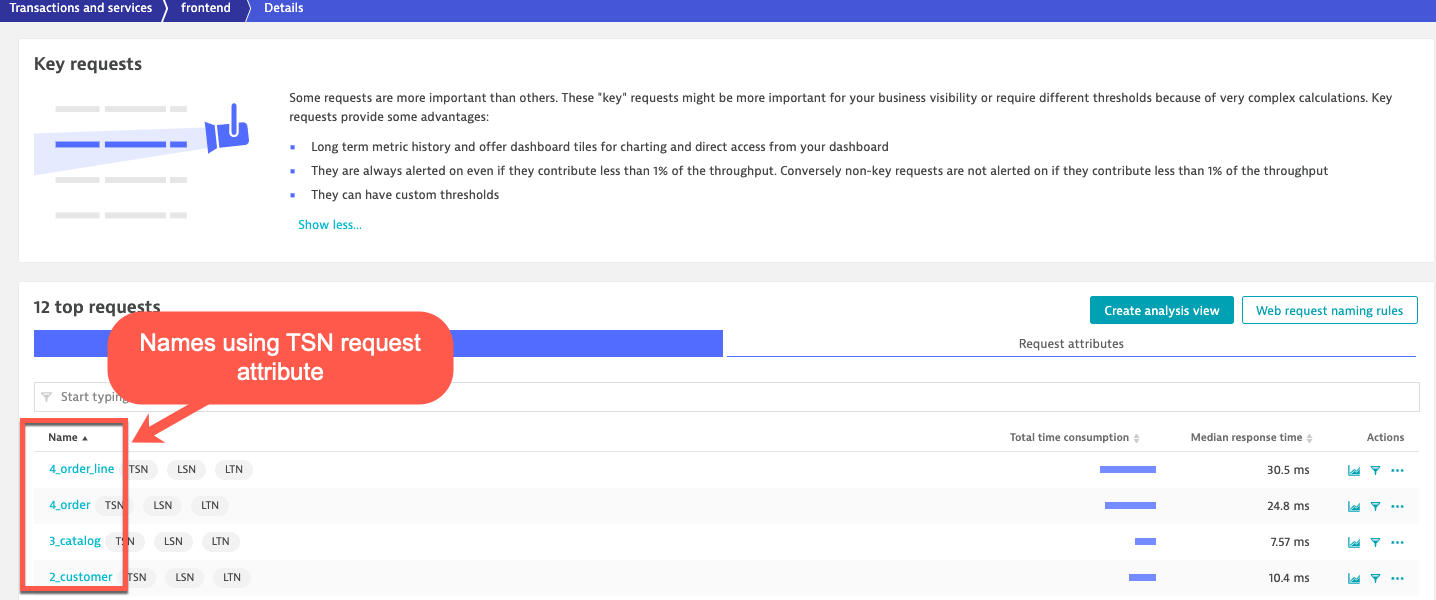 Transactions and services frontend Details
Key requests
Some requests are more important than others. These "key" requests might be more important for your business visibility or require different thresholds because of very complex calculations. Key
requests provide some advantages:
Long term metric history and offer dashboard tiles for charting and direct access from your dashboard
They are always alerted on even if they contribute less than 1% of the throughput. Conversely non-key requests are not alerted on if they contribute less than 1% of the throughput
They can have custom thresholds
Show less...
12 top requests
Create analysis view Web request naming rules
Names using TSN request
attribute
Request attributes
Start typing
Name Total time consumption Median response time Actions
4_order_line TSN LSN LTN 30.5 ms
4_order TSN LSN LTN 24.8 ms
3_catalog TSN LSN LTN 7.57 ms
2_customer TSN LSN LTN 10.4 ms